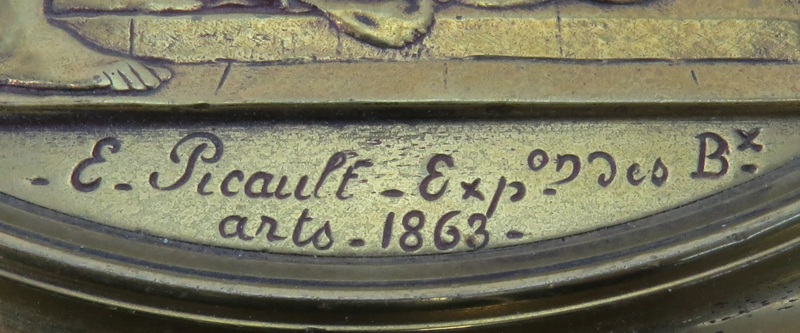 - E. Picault - Expᵒⁿ des Bˣ
arts - 1863 -